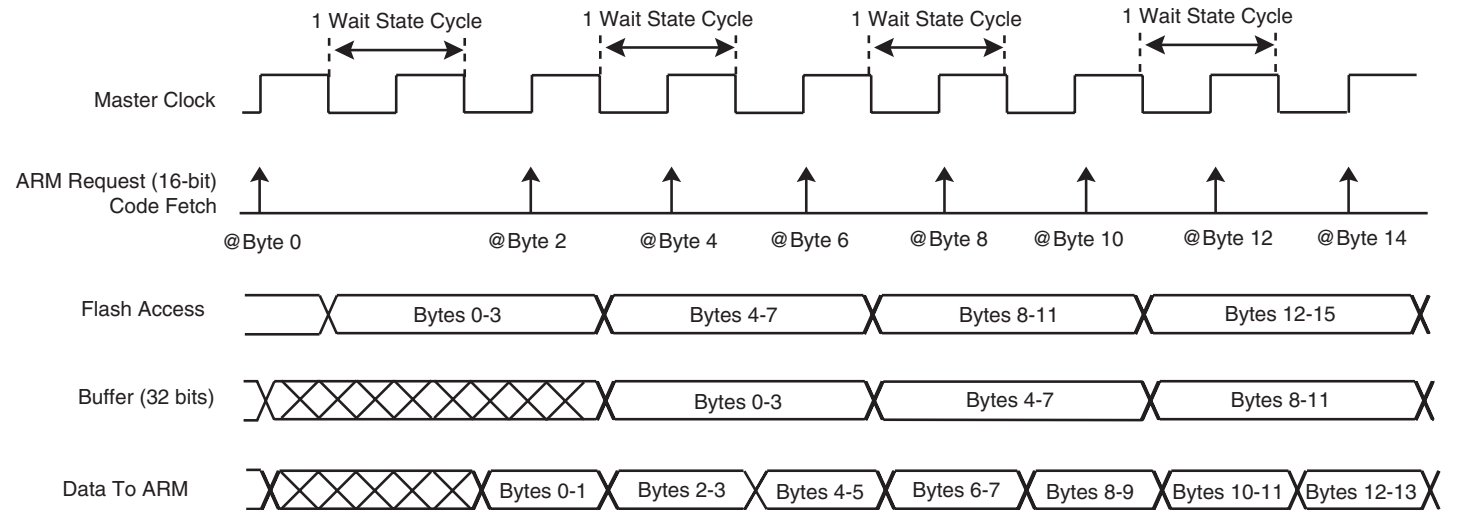 1 Wait State Cycle 1 Wait State Cycle 1 Wait State Cycle 1 Wait State Cycle
Master Clock
ARM Request (16-bit)
Code Fetch
@Byte 0 @Byte 2 @Byte 4 @Byte 6 @Byte 8 @Byte 10 @Byte 12 @Byte 14
Flash Access Bytes 0-3 Bytes 4-7 Bytes 8-11 Bytes 12-15
Buffer (32 bits) Bytes 0-3 Bytes 4-7 Bytes 8-11
Data To ARM Bytes 0-1 Bytes 2-3 Bytes 4-5 Bytes 6-7 Bytes 8-9 Bytes 10-11 Bytes 12-13